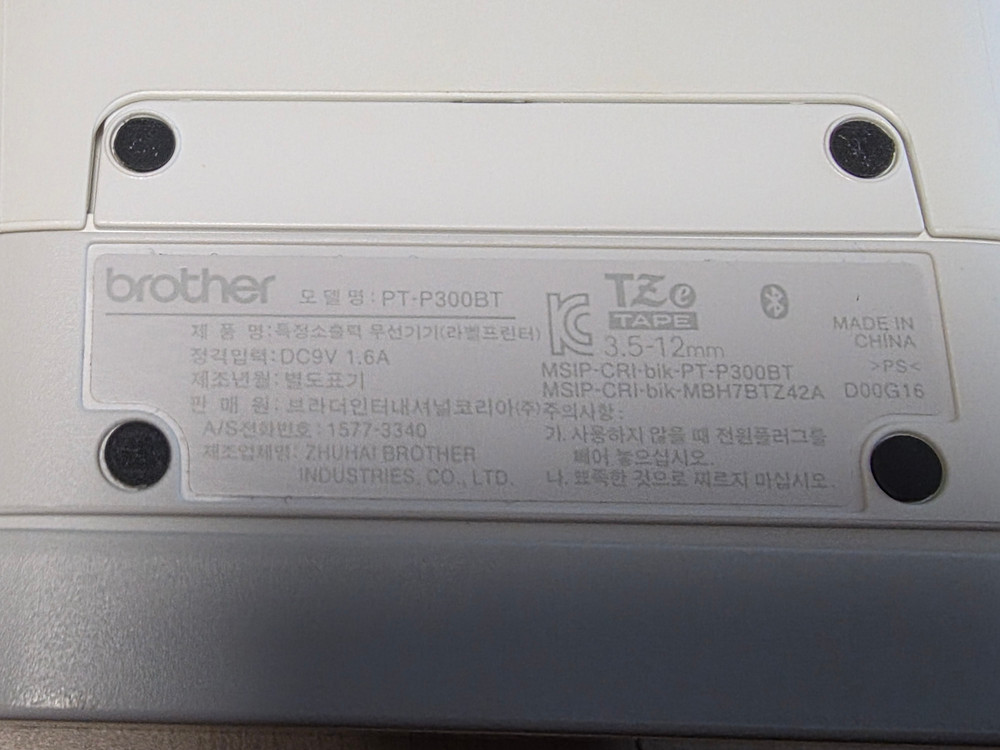 brother 모델명 : PT-P300BT
제 품 명:특정소출력 무선기기(라벨프린터)
정격입력:DC9V 1.6A
제조년월: 별도표기
판 매 원: 브라더인터내셔널코리아(주)
A/S전화번호 : 1577-3340
제조업체명: ZHUHAI BROTHER
INDUSTRIES, CO., LTD.
TZe
TAPE
3.5-12mm
MSIP-CRI-bik-PT-P300BT
MSIP-CRI-bik-MBH7BTZ42A
주의사항 :
가. 사용하지 않을 때 전원플러그를
빼어 놓으십시오.
나. 뾰쪽한 것으로 찌르지 마십시오.
MADE IN
CHINA
>PS<
D00G16